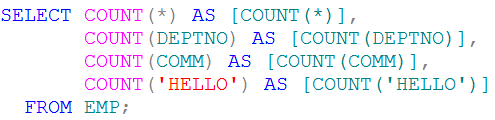 SELECT COUNT(*) AS [COUNT(*)],
COUNT(DEPTNO) AS [COUNT(DEPTNO)],
COUNT(COMM) AS [COUNT(COMM)],
COUNT('HELLO') AS [COUNT('HELLO')]
FROM EMP;